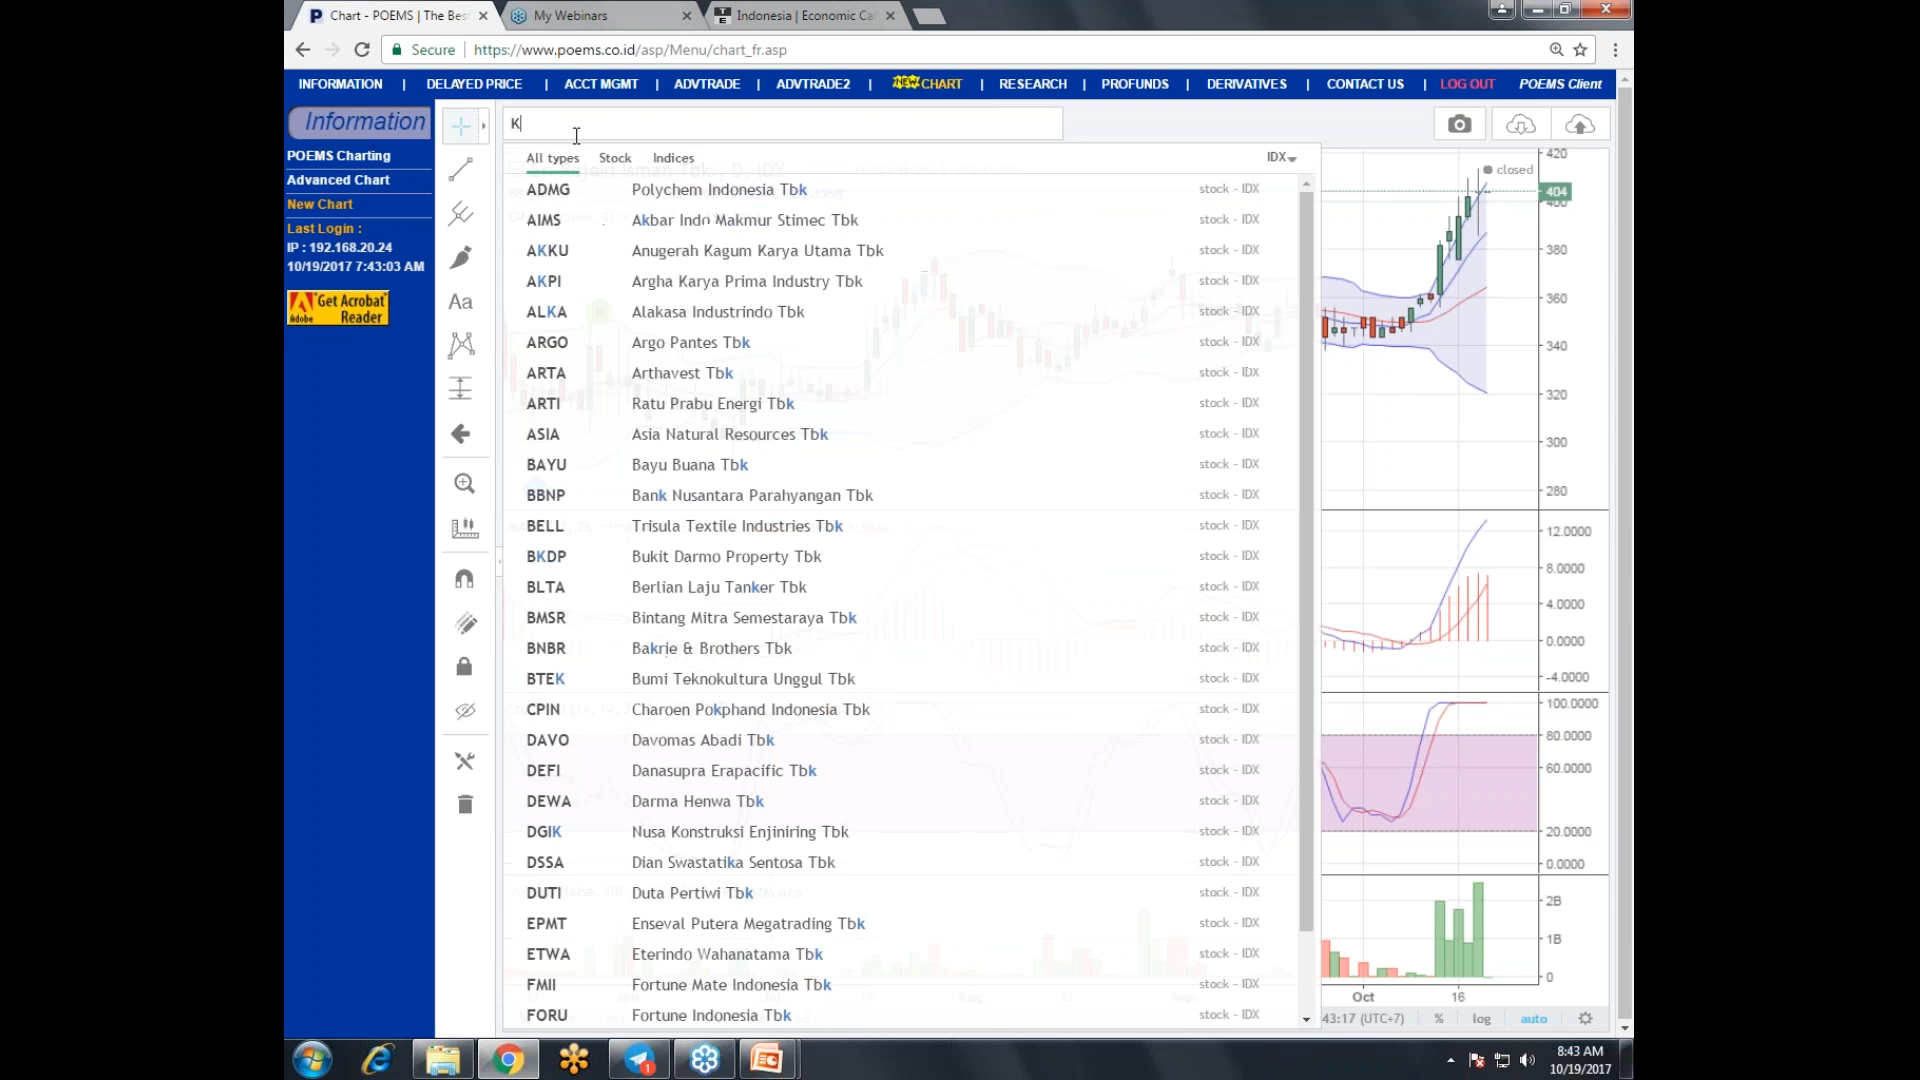 Chart - POEMS | The Bes
My Webinars
Indonesia | Economic Ca
Secure
https://www.poems.co.id/asp/Menu/chart_fr.asp
INFORMATION | DELAYED PRICE | ACCT MGMT | ADVTRADE | ADVTRADE2 | NEW CHART | RESEARCH | PROFUNDS | DERIVATIVES | CONTACT US | LOG OUT POEMS Client
Information
POEMS Charting
Advanced Chart
New Chart
Last Login :
IP : 192.168.20.24
10/19/2017 7:43:03 AM
Get Acrobat
Adobe Reader
Aa
K
All types Stock Indices IDX
ADMG Polychem Indonesia Tbk stock - IDX
AIMS Akbar Indo Makmur Stimec Tbk stock - IDX
AKKU Anugerah Kagum Karya Utama Tbk stock - IDX
AKPI Argha Karya Prima Industry Tbk stock - IDX
ALKA Alakasa Industrindo Tbk stock - IDX
ARGO Argo Pantes Tbk stock - IDX
ARTA Arthavest Tbk stock - IDX
ARTI Ratu Prabu Energi Tbk stock - IDX
ASIA Asia Natural Resources Tbk stock - IDX
BAYU Bayu Buana Tbk stock - IDX
BBNP Bank Nusantara Parahyangan Tbk stock - IDX
BELL Trisula Textile Industries Tbk stock - IDX
BKDP Bukit Darmo Property Tbk stock - IDX
BLTA Berlian Laju Tanker Tbk stock - IDX
BMSR Bintang Mitra Semestaraya Tbk stock - IDX
BNBR Bakrie & Brothers Tbk stock - IDX
BTEK Bumi Teknokultura Unggul Tbk stock - IDX
CPIN Charoen Pokphand Indonesia Tbk stock - IDX
DAVO Davomas Abadi Tbk stock - IDX
DEFI Danasupra Erapacific Tbk stock - IDX
DEWA Darma Henwa Tbk stock - IDX
DGIK Nusa Konstruksi Enjiniring Tbk stock - IDX
DSSA Dian Swastatika Sentosa Tbk stock - IDX
DUTI Duta Pertiwi Tbk stock - IDX
EPMT Enseval Putera Megatrading Tbk stock - IDX
ETWA Eterindo Wahanatama Tbk stock - IDX
FMII Fortune Mate Indonesia Tbk stock - IDX
FORU Fortune Indonesia Tbk stock - IDX
closed
420
404
400
380
360
340
320
300
280
12.0000
8.0000
4.0000
0.0000
-4.0000
100.0000
80.0000
60.0000
20.0000
0.0000
2B
1B
0
Oct 16
43:17 (UTC+7) % log auto
1
8:43 AM
10/19/2017